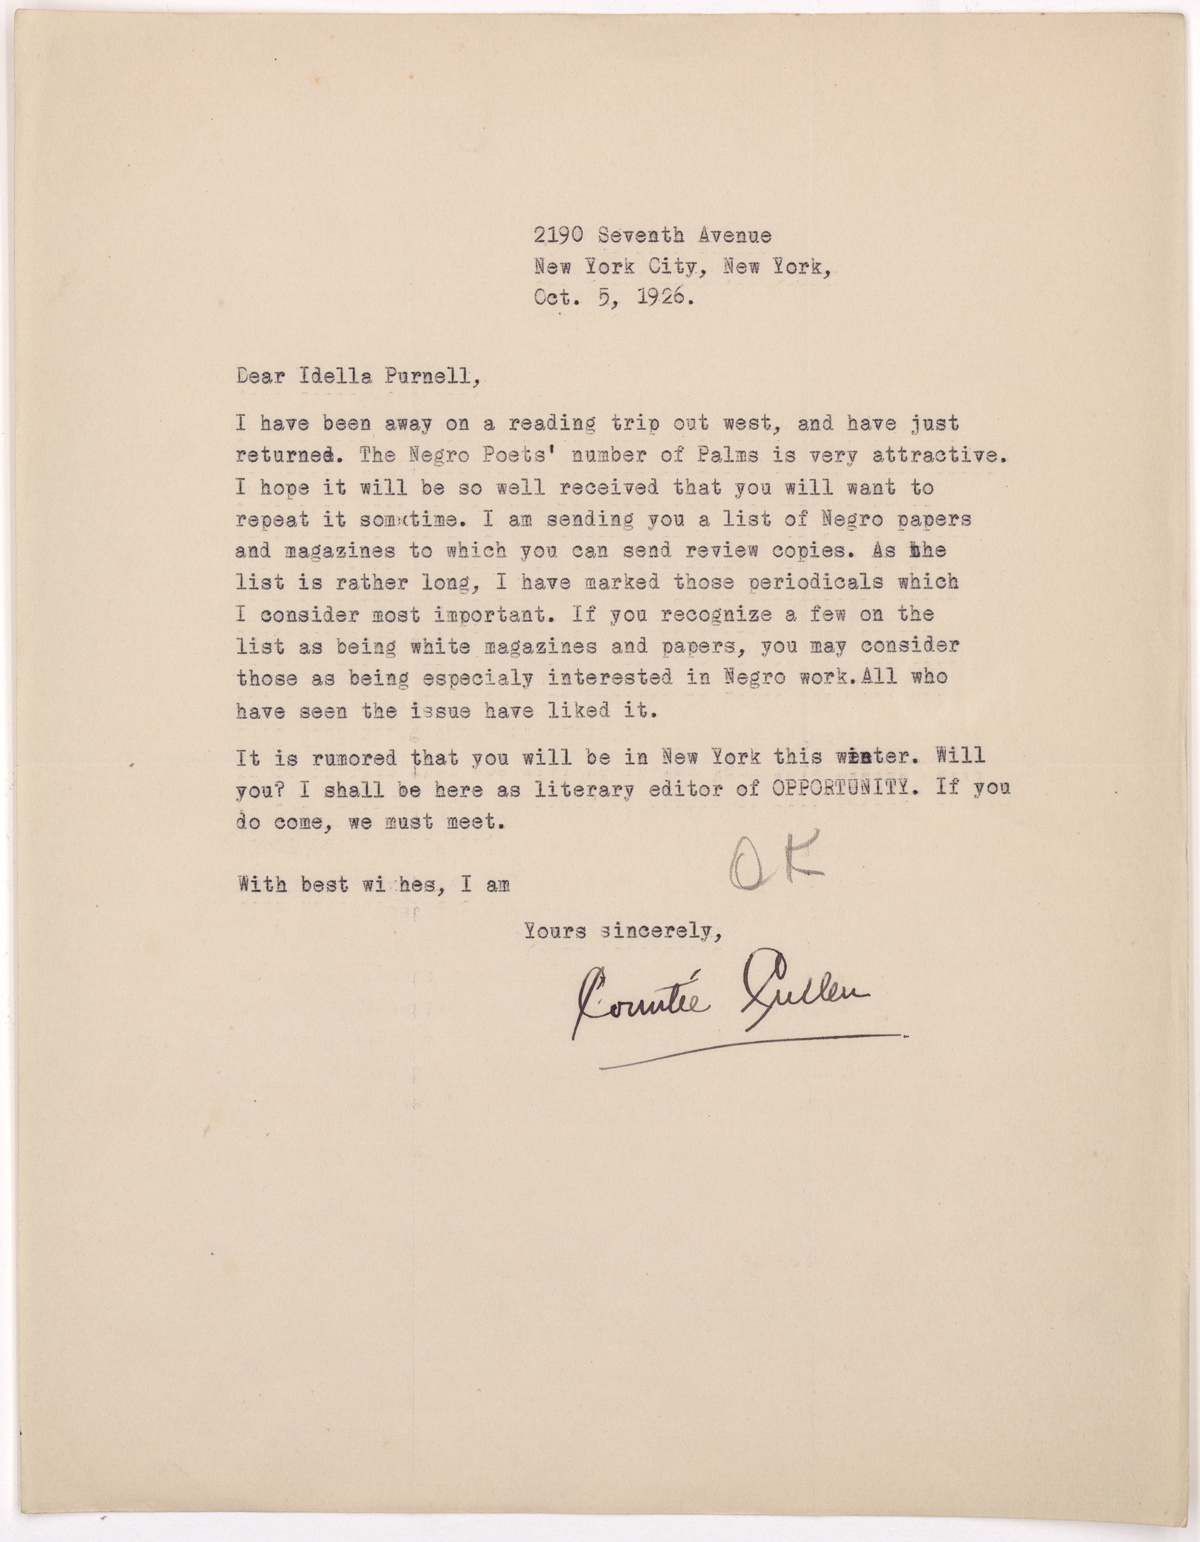 2190 Seventh Avenue
New York City, New York,
Oct. 5, 1926.
Dear Idella Purnell,
I have been away on a reading trip out west, and have just
returned. The Negro Poets' number of Palms is very attractive.
I hope it will be so well received that you will want to
repeat it sometime. I am sending you a list of Negro papers
and magazines to which you can send review copies. As the
list is rather long, I have marked those periodicals which
I consider most important. If you recognize a few on the
list as being white magazines and papers, you may consider
those as being especialy interested in Negro work.All who
have seen the issue have liked it.
It is rumored that you will be in New York this winter. Will
you? I shall be here as literary editor of OPPORTUNITY. If you
do come, we must meet.
OK
With best wi hes, I am
Yours sincerely,
Countée Cullen